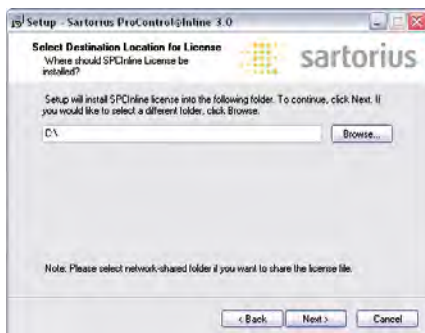 Setup - Sartorius ProControl@Inline 3.0
Select Destination Location for License
Where should SPCInline License be
installed?
sartorius
Setup will install SPCInline license into the following folder. To continue, click Next. If
you would like to select a different folder, click Browse.
C:\
Browse...
Note: Please select network-shared folder if you want to share the license file.
< Back
Next >
Cancel